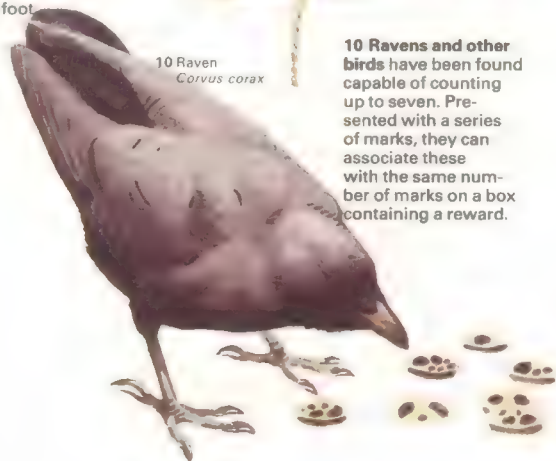 foot
10 Raven
Corvus corax
10 Ravens and other
birds have been found
capable of counting
up to seven. Pre-
sented with a series
of marks, they can
associate these
with the same num-
ber of marks on a box
containing a reward.